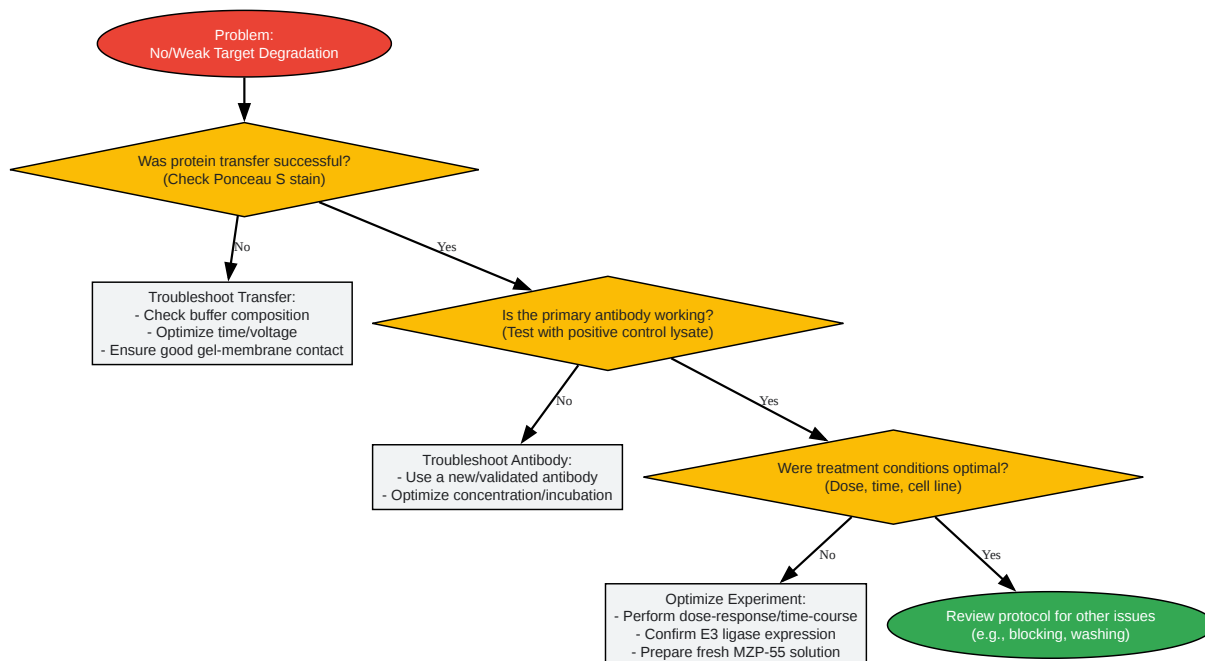 Problem:
No/Weak Target Degradation
Was protein transfer successful?
(Check Ponceau S stain)
No
Yes
Troubleshoot Transfer:
- Check buffer composition
- Optimize time/voltage
- Ensure good gel-membrane contact
Is the primary antibody working?
(Test with positive control lysate)
No
Yes
Troubleshoot Antibody:
- Use a new/validated antibody
- Optimize concentration/incubation
Were treatment conditions optimal?
(Dose, time, cell line)
No
Yes
Optimize Experiment:
- Perform dose-response/time-course
- Confirm E3 ligase expression
- Prepare fresh MZP-55 solution
Review protocol for other issues
(e.g., blocking, washing)